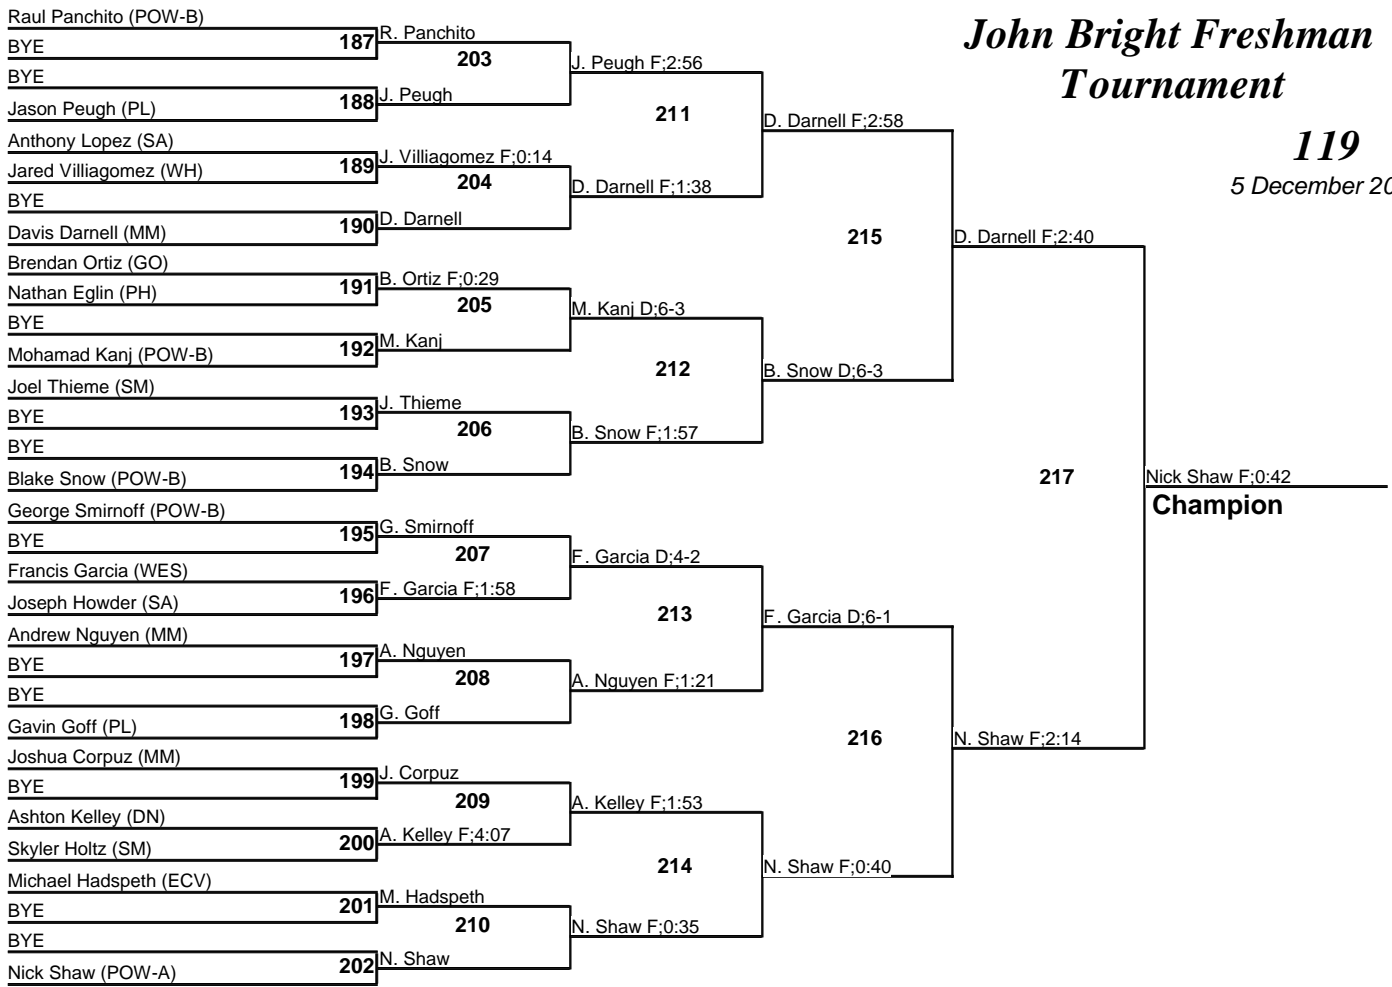 John Bright Freshman
Tournament
119
5 December 20
Raul Panchito (POW-B)
BYE
187
BYE
Jason Peugh (PL)
188
Anthony Lopez (SA)
Jared Villiagomez (WH)
189
BYE
Davis Darnell (MM)
190
Brendan Ortiz (GO)
Nathan Eglin (PH)
191
BYE
Mohamad Kanj (POW-B)
192
Joel Thieme (SM)
BYE
193
BYE
Blake Snow (POW-B)
194
George Smirnoff (POW-B)
BYE
195
Francis Garcia (WES)
Joseph Howder (SA)
196
Andrew Nguyen (MM)
BYE
197
BYE
Gavin Goff (PL)
198
Joshua Corpuz (MM)
BYE
199
Ashton Kelley (DN)
Skyler Holtz (SM)
200
Michael Hadspeth (ECV)
BYE
201
BYE
Nick Shaw (POW-A)
202
R. Panchito
203
J. Peugh
J. Villiagomez F;0:14
204
D. Darnell
B. Ortiz F;0:29
205
M. Kanj
J. Thieme
206
B. Snow
G. Smirnoff
207
F. Garcia F;1:58
A. Nguyen
208
G. Goff
J. Corpuz
209
A. Kelley F;4:07
M. Hadspeth
210
N. Shaw
J. Peugh F;2:56
211
D. Darnell F;1:38
M. Kanj D;6-3
212
B. Snow F;1:57
F. Garcia D;4-2
213
A. Nguyen F;1:21
A. Kelley F;1:53
214
N. Shaw F;0:35
D. Darnell F;2:58
215
B. Snow D;6-3
F. Garcia D;6-1
216
N. Shaw F;0:40
D. Darnell F;2:40
217
N. Shaw F;2:14
Nick Shaw F;0:42
Champion